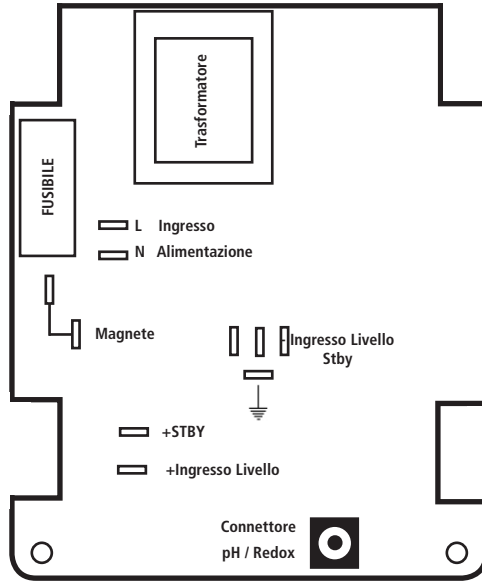 Trasformatore
FUSIBILE
L Ingresso
N Alimentazione
Magnete
-Ingresso Livello
Stby
+STBY
+Ingresso Livello
Connettore
pH / Redox